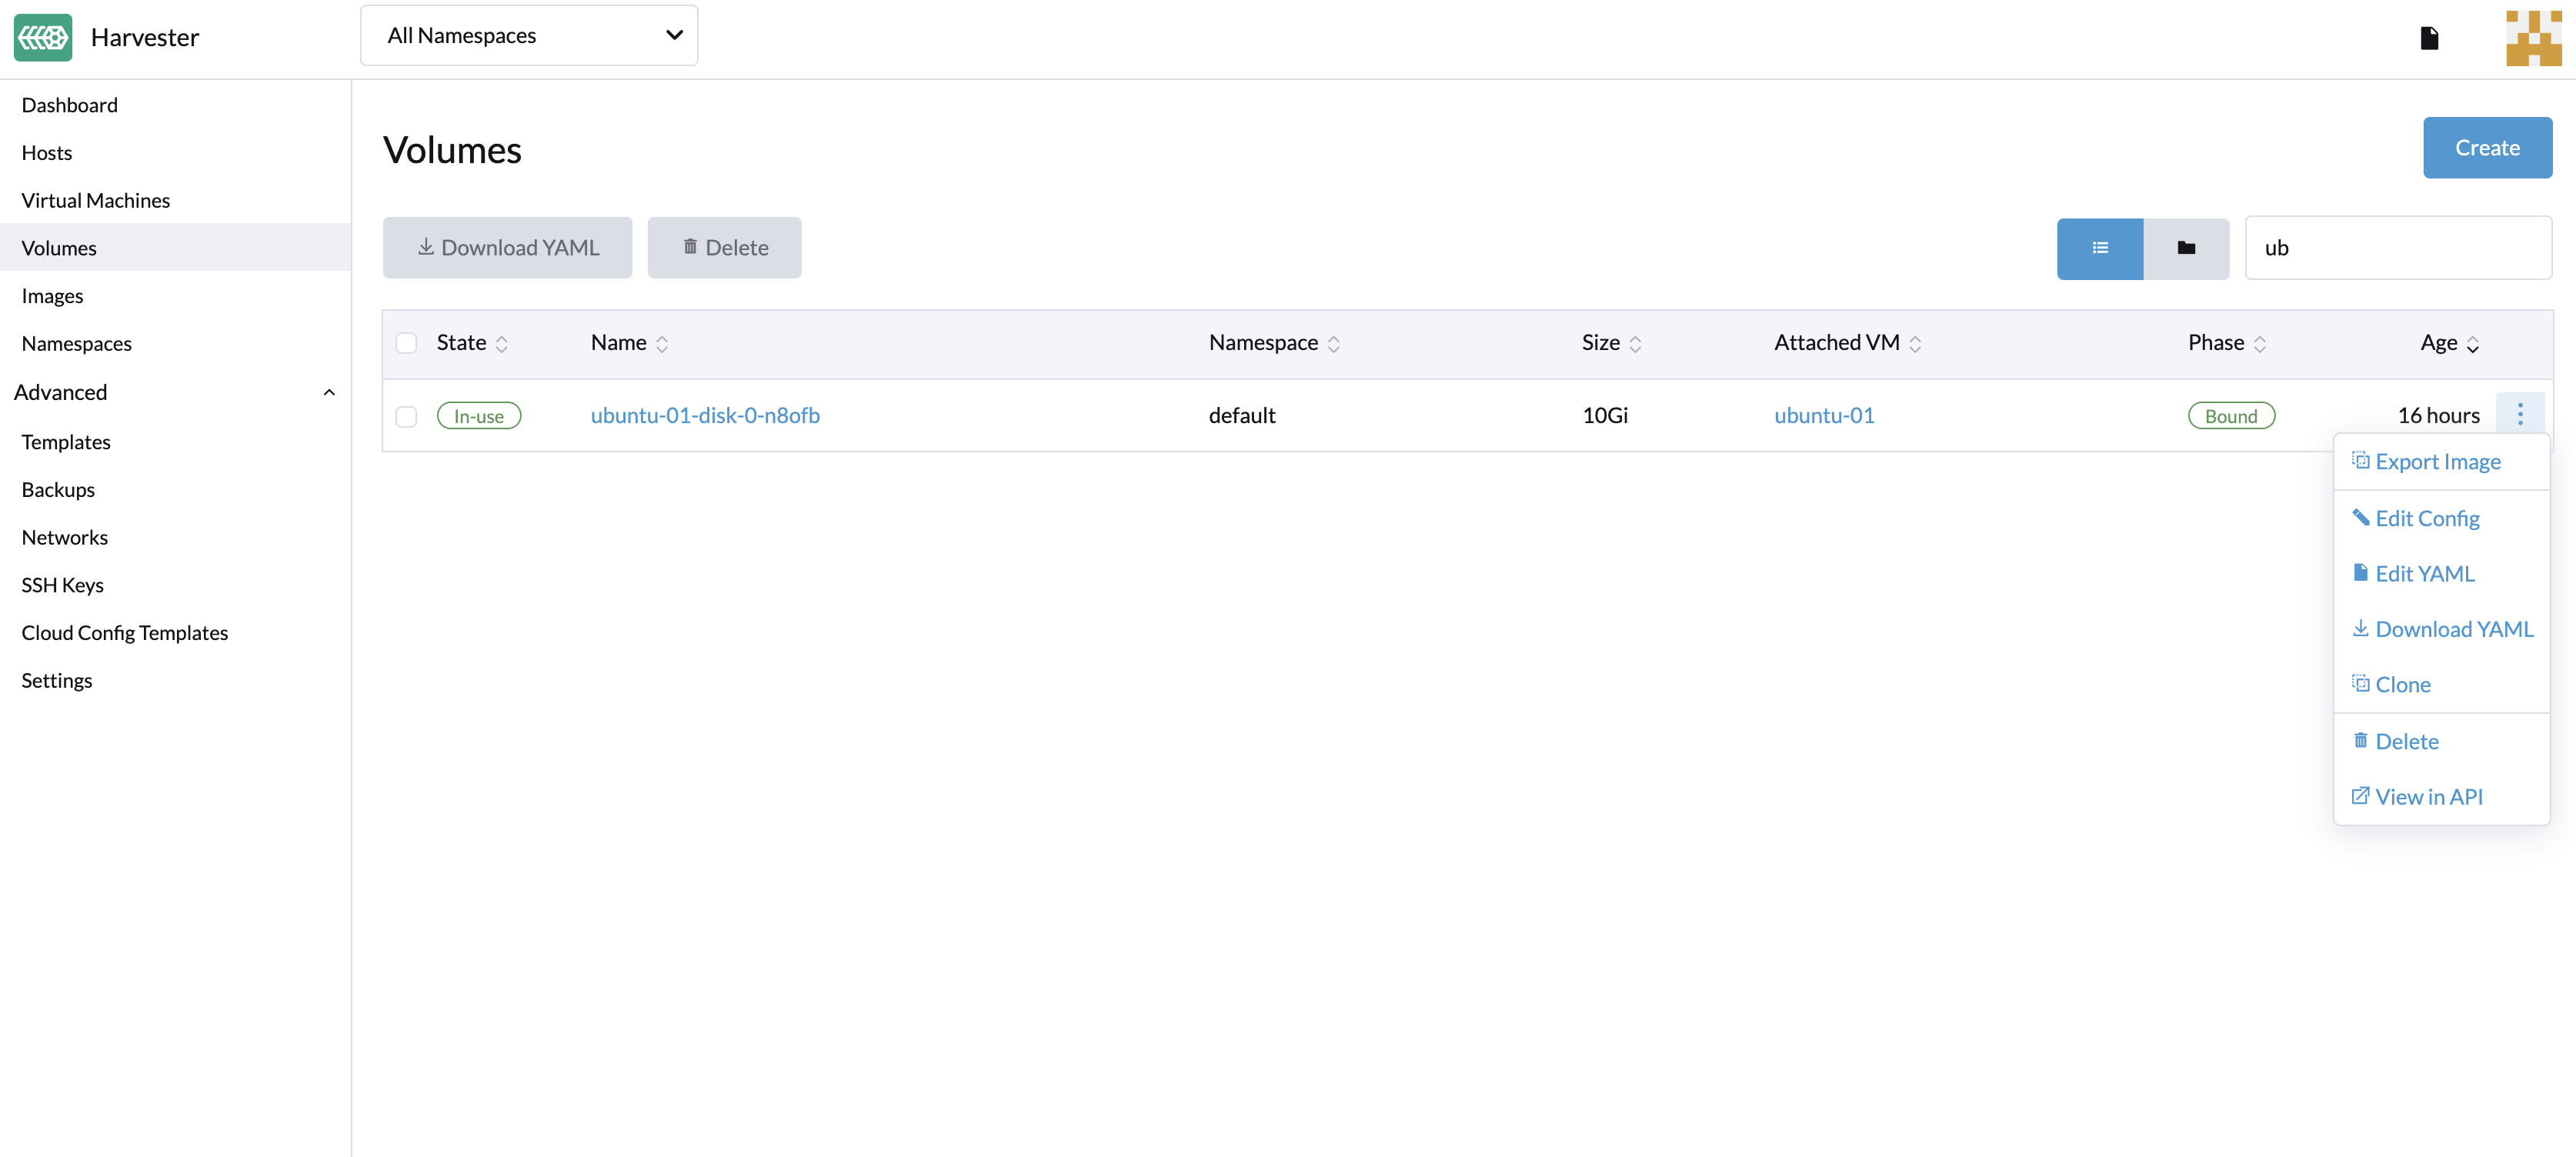 Harvester
All Namespaces
Dashboard
Hosts
Virtual Machines
Volumes
Images
Namespaces
Advanced
Templates
Backups
Networks
SSH Keys
Cloud Config Templates
Settings
Volumes
Create
Download YAML
Delete
ub
State Name Namespace Size Attached VM Phase Age
In-use ubuntu-01-disk-0-n8ofb default 10Gi ubuntu-01 Bound 16 hours
Export Image
Edit Config
Edit YAML
Download YAML
Clone
Delete
View in API